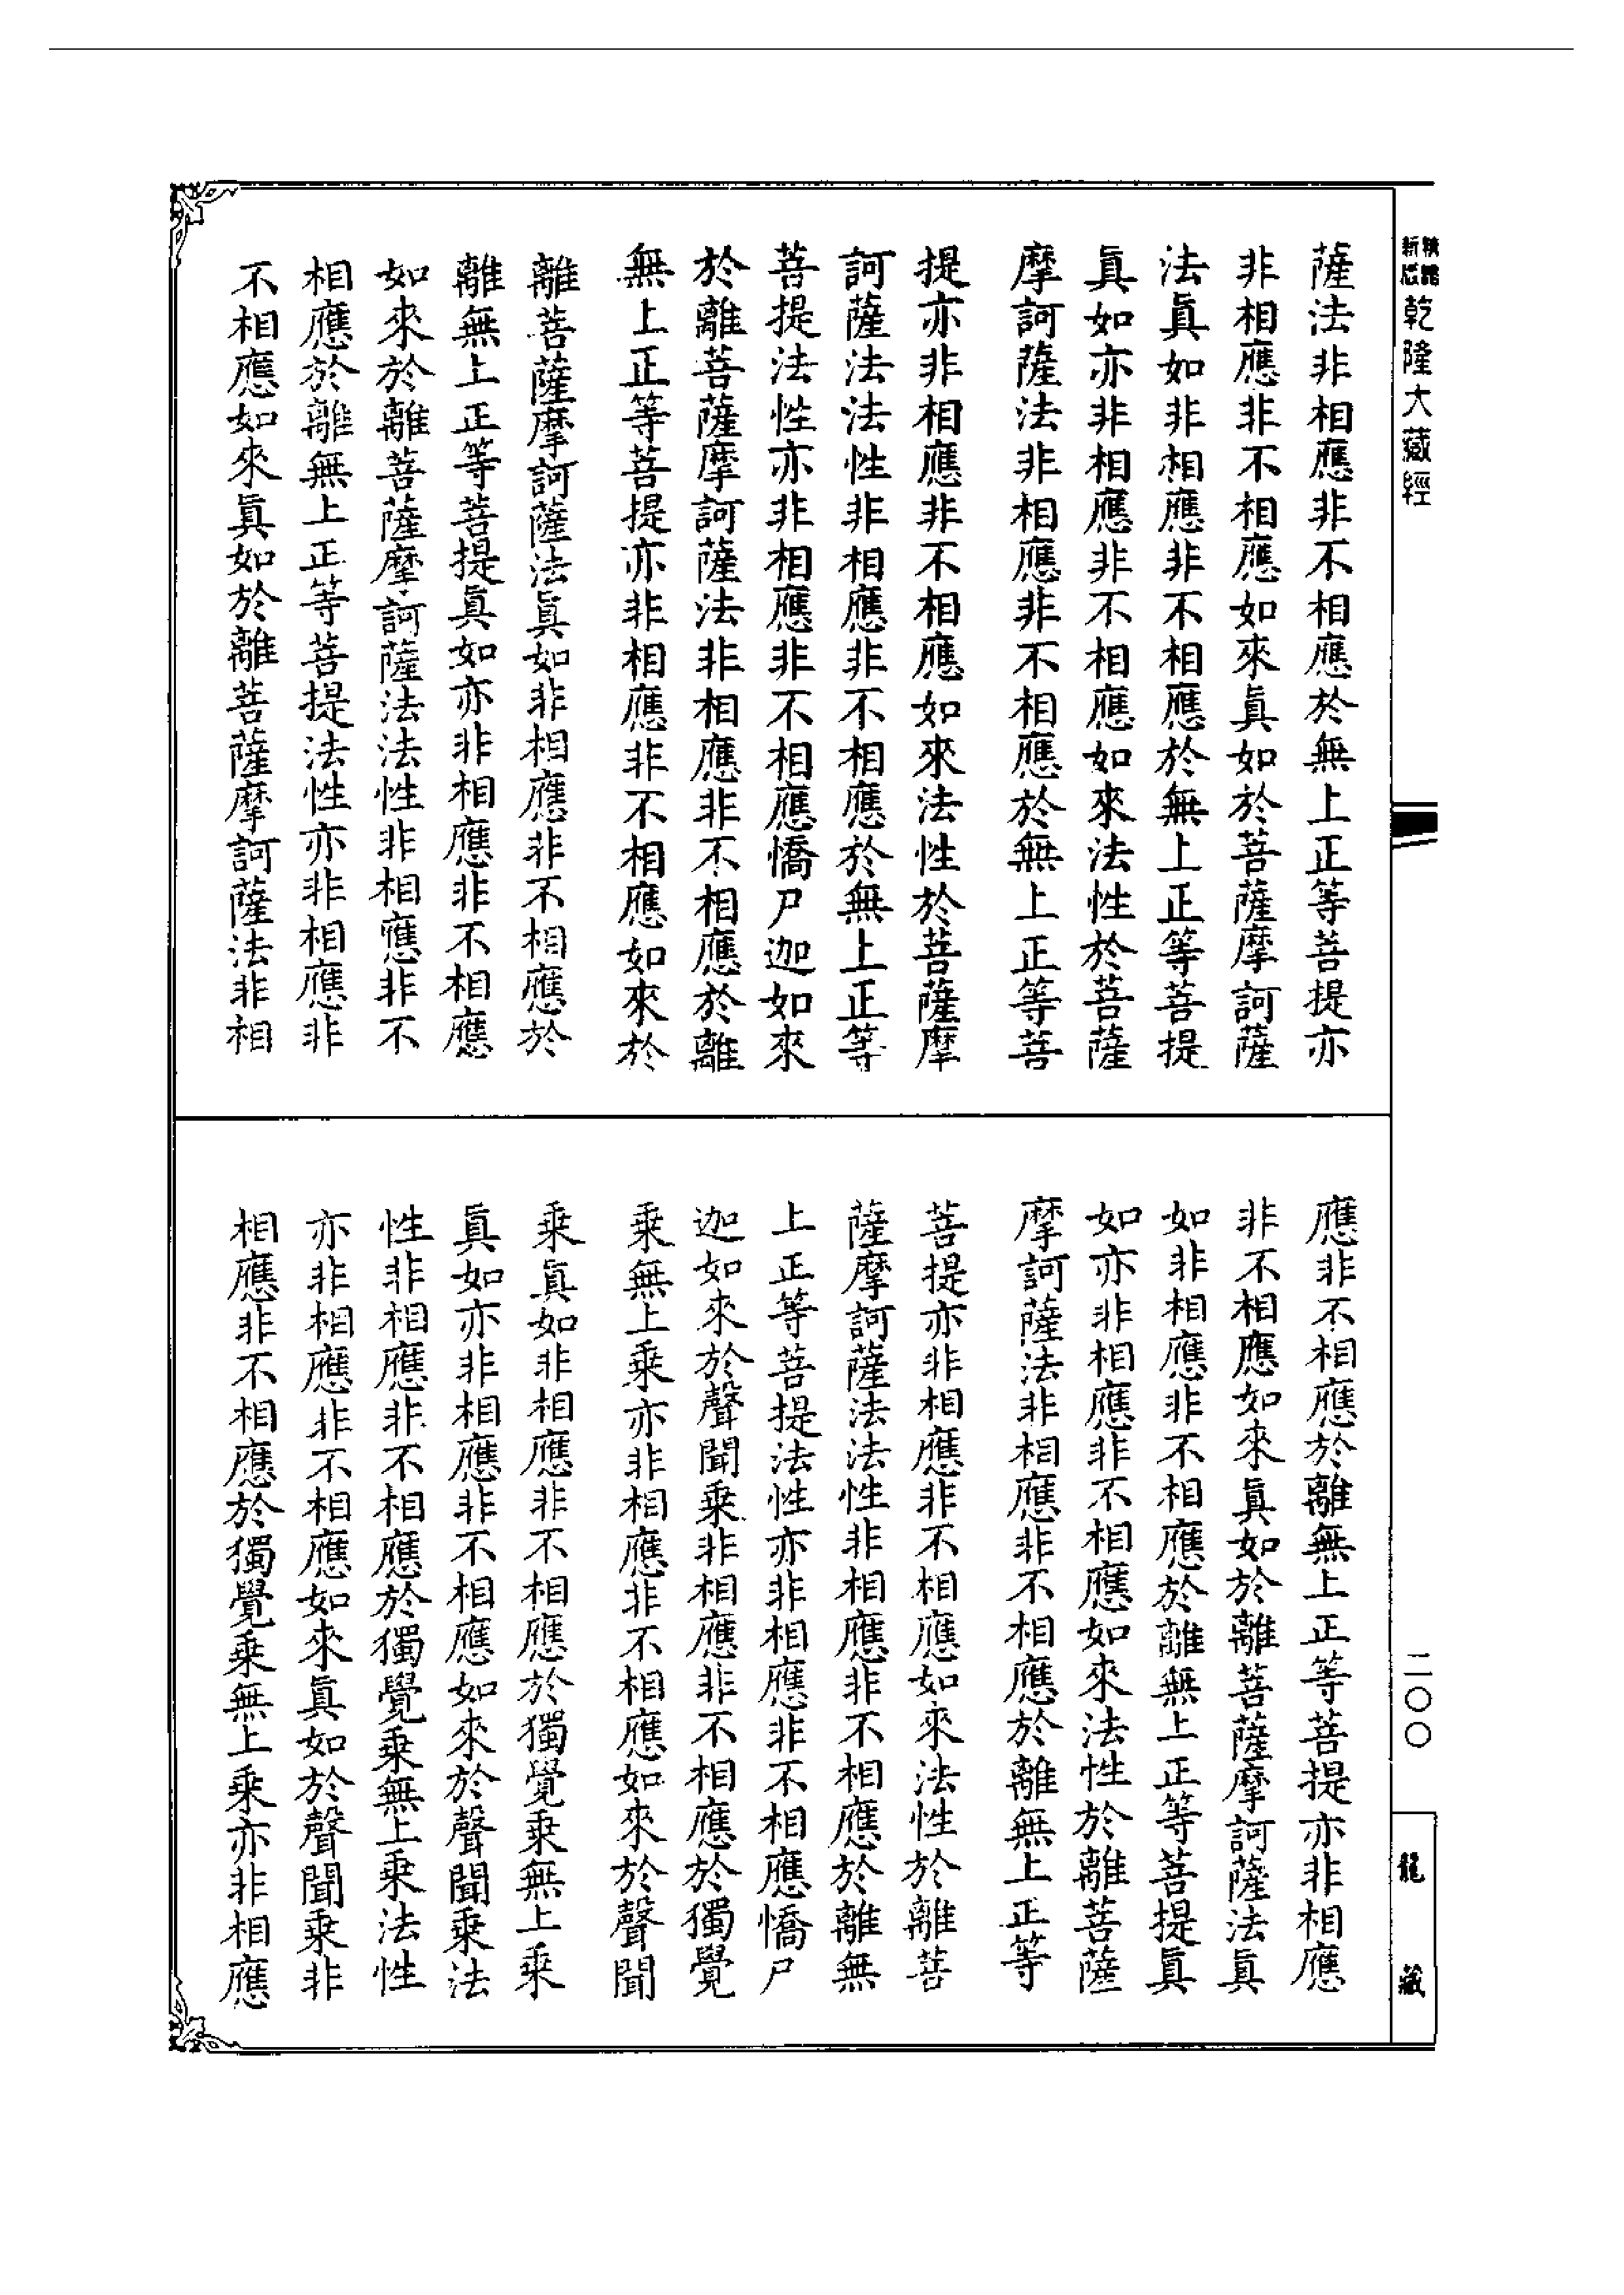 乾隆大藏經
薩法非相應非不相應於無上正等菩提亦
非相應非不相應如來眞如於菩薩摩訶薩
法眞如非相應非不相應於無上正等菩提
眞如亦非相應非不相應如來法性於菩薩
摩訶薩法非相應非不相應於無上正等菩
提亦非相應非不相應如來法性於菩薩摩
訶薩法法性非相應非不相應於無上正等
菩提法性亦非相應非不相應憍尸迦如來
於離菩薩摩訶薩法非相應非不相應於離
無上正等菩提亦非相應非不相應如來於
離菩薩摩訶薩法眞如非相應非不相應於
離無上正等菩提眞如亦非相應非不相應
如來於離菩薩摩訶薩法法性非相應非不
相應於離無上正等菩提法性亦非相應非
不相應如來眞如於離菩薩摩訶薩法非相
應非不相應於離無上正等菩提亦非相應
非不相應如來眞如於離菩薩摩訶薩法眞
如非相應非不相應於離無上正等菩提眞
如亦非相應非不相應如來法性於離菩薩
摩訶薩法非相應非不相應於離無上正等
菩提亦非相應非不相應如來法性於離菩
薩摩訶薩法法性非相應非不相應於離無
上正等菩提法性亦非相應非不相應憍尸
迦如來於聲聞乘非相應非不相應於獨覺
乘無上乘亦非相應非不相應如來於聲聞
乘眞如非相應非不相應於獨覺乘無上乘
眞如亦非相應非不相應如來於聲聞乘法
性非相應非不相應於獨覺乘無上乘法性
亦非相應非不相應如來眞如於聲聞乘非
相應非不相應於獨覺乘無上乘亦非相應
二〇〇
龍藏